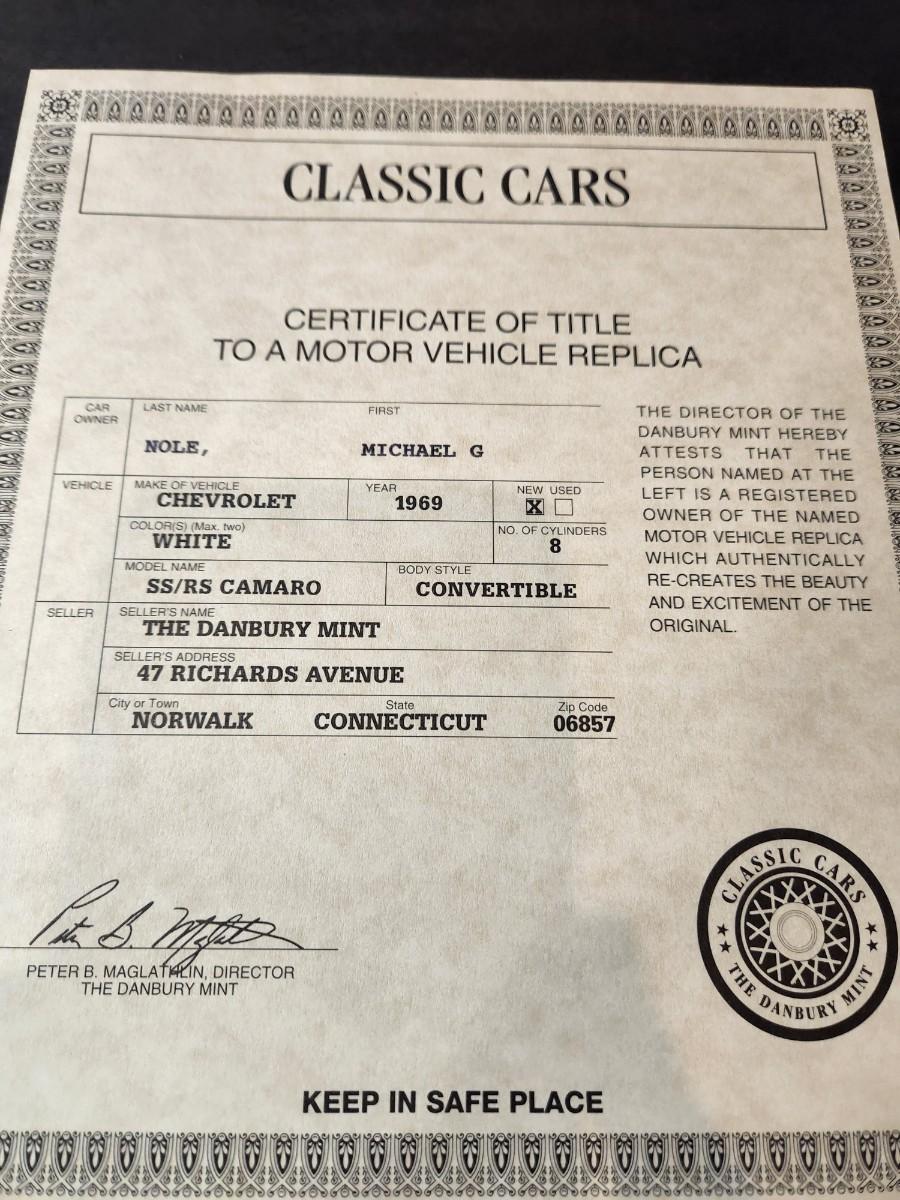 CLASSIC CARS
CERTIFICATE OF TITLE
TO A MOTOR VEHICLE REPLICA
CAR
OWNER
LAST NAME FIRST
NOLE, MICHAEL G
VEHICLE
MAKE OF VEHICLE YEAR NEW USED
CHEVROLET 1969 X
COLOR(S) (Max. two) NO. OF CYLINDERS
WHITE 8
MODEL NAME BODY STYLE
SS/RS CAMARO CONVERTIBLE
SELLER
SELLER'S NAME
THE DANBURY MINT
SELLER'S ADDRESS
47 RICHARDS AVENUE
City or Town State Zip Code
NORWALK CONNECTICUT 06857
THE DIRECTOR OF THE
DANBURY MINT HEREBY
ATTESTS THAT THE
PERSON NAMED AT THE
LEFT IS A REGISTERED
OWNER OF THE NAMED
MOTOR VEHICLE REPLICA
WHICH AUTHENTICALLY
RE-CREATES THE BEAUTY
AND EXCITEMENT OF THE
ORIGINAL.
Peter B. Maglathlin
PETER B. MAGLATHLIN, DIRECTOR
THE DANBURY MINT
CLASSIC CARS
THE DANBURY MINT
KEEP IN SAFE PLACE